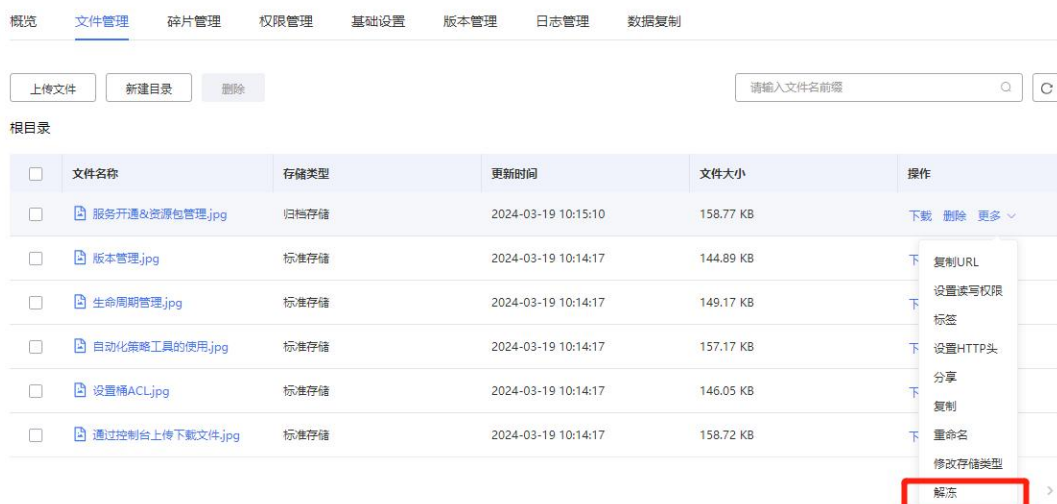 概览 文件管理 碎片管理 权限管理 基础设置 版本管理 日志管理 数据复制
上传文件 新建目录 删除 请输入文件名前缀
根目录
文件名称 存储类型 更新时间 文件大小 操作
服务开通&资源包管理.jpg 归档存储 2024-03-19 10:15:10 158.77 KB 下载 删除 更多
版本管理.jpg 标准存储 2024-03-19 10:14:17 144.89 KB 下
生命周期管理.jpg 标准存储 2024-03-19 10:14:17 149.17 KB 下
自动化策略工具的使用.jpg 标准存储 2024-03-19 10:14:17 157.17 KB 下
设置桶ACL.jpg 标准存储 2024-03-19 10:14:17 146.05 KB 下
通过控制台上传下载文件.jpg 标准存储 2024-03-19 10:14:17 158.72 KB 下
复制URL
设置读写权限
标签
设置HTTP头
分享
复制
重命名
修改存储类型
解冻